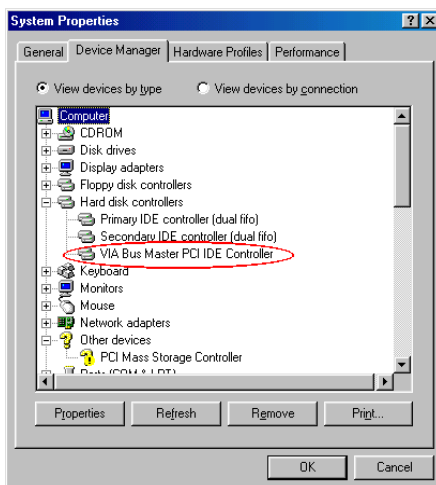 System Properties
General Device Manager Hardware Profiles Performance
View devices by type View devices by connection
Computer
CDROM
Disk drives
Display adapters
Floppy disk controllers
Hard disk controllers
Primary IDE controller (dual fifo)
Secondary IDE controller (dual fifo)
VIA Bus Master PCI IDE Controller
Keyboard
Monitors
Mouse
Network adapters
Other devices
PCI Mass Storage Controller
Ports (COM & LPT)
Properties Refresh Remove Print...
OK Cancel